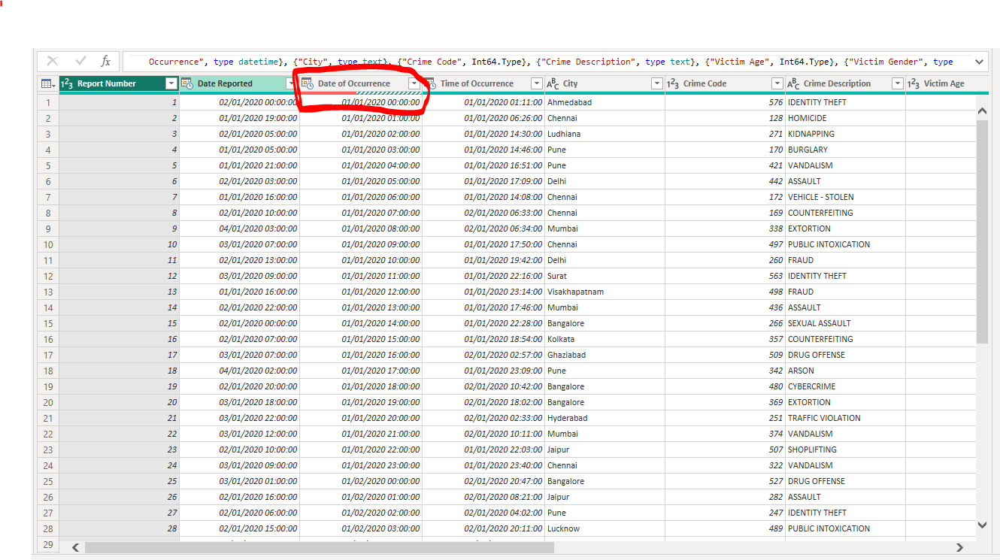 fx Occurrence", type datetime}, {"City", type text}, {"Crime Code", Int64.Type}, {"Crime Description", type text}, {"Victim Age", Int64.Type}, {"Victim Gender", type
1²3 Report Number Date Reported Date of Occurrence Time of Occurrence ABC City 1²3 Crime Code ABC Crime Description 1²3 Victim Age
1 1 02/01/2020 00:00:00 01/01/2020 00:00:00 01/01/2020 01:11:00 Ahmedabad 576 IDENTITY THEFT
2 2 01/01/2020 19:00:00 01/01/2020 01:00:00 01/01/2020 06:26:00 Chennai 128 HOMICIDE
3 3 02/01/2020 05:00:00 01/01/2020 02:00:00 01/01/2020 14:30:00 Ludhiana 271 KIDNAPPING
4 4 01/01/2020 05:00:00 01/01/2020 03:00:00 01/01/2020 14:46:00 Pune 170 BURGLARY
5 5 01/01/2020 21:00:00 01/01/2020 04:00:00 01/01/2020 16:51:00 Pune 421 VANDALISM
6 6 02/01/2020 03:00:00 01/01/2020 05:00:00 01/01/2020 17:09:00 Delhi 442 ASSAULT
7 7 01/01/2020 16:00:00 01/01/2020 06:00:00 01/01/2020 14:08:00 Chennai 172 VEHICLE - STOLEN
8 8 02/01/2020 10:00:00 01/01/2020 07:00:00 02/01/2020 06:33:00 Chennai 169 COUNTERFEITING
9 9 04/01/2020 03:00:00 01/01/2020 08:00:00 02/01/2020 06:34:00 Mumbai 338 EXTORTION
10 10 03/01/2020 07:00:00 01/01/2020 09:00:00 01/01/2020 17:50:00 Chennai 497 PUBLIC INTOXICATION
11 11 02/01/2020 13:00:00 01/01/2020 10:00:00 01/01/2020 19:42:00 Delhi 260 FRAUD
12 12 03/01/2020 09:00:00 01/01/2020 11:00:00 01/01/2020 22:16:00 Surat 563 IDENTITY THEFT
13 13 01/01/2020 16:00:00 01/01/2020 12:00:00 01/01/2020 23:14:00 Visakhapatnam 498 FRAUD
14 14 02/01/2020 22:00:00 01/01/2020 13:00:00 01/01/2020 17:46:00 Mumbai 436 ASSAULT
15 15 02/01/2020 00:00:00 01/01/2020 14:00:00 01/01/2020 22:28:00 Bangalore 266 SEXUAL ASSAULT
16 16 02/01/2020 07:00:00 01/01/2020 15:00:00 01/01/2020 18:54:00 Kolkata 357 COUNTERFEITING
17 17 03/01/2020 07:00:00 01/01/2020 16:00:00 02/01/2020 02:57:00 Ghaziabad 509 DRUG OFFENSE
18 18 04/01/2020 02:00:00 01/01/2020 17:00:00 01/01/2020 23:09:00 Pune 342 ARSON
19 19 02/01/2020 20:00:00 01/01/2020 18:00:00 02/01/2020 10:42:00 Bangalore 480 CYBERCRIME
20 20 03/01/2020 18:00:00 01/01/2020 19:00:00 02/01/2020 18:02:00 Bangalore 369 EXTORTION
21 21 03/01/2020 22:00:00 01/01/2020 20:00:00 02/01/2020 02:33:00 Hyderabad 251 TRAFFIC VIOLATION
22 22 03/01/2020 12:00:00 01/01/2020 21:00:00 02/01/2020 10:11:00 Mumbai 374 VANDALISM
23 23 02/01/2020 10:00:00 01/01/2020 22:00:00 01/01/2020 22:03:00 Jaipur 507 SHOPLIFTING
24 24 03/01/2020 09:00:00 01/01/2020 23:00:00 01/01/2020 23:40:00 Chennai 322 VANDALISM
25 25 03/01/2020 01:00:00 01/02/2020 00:00:00 02/01/2020 20:47:00 Bangalore 527 DRUG OFFENSE
26 26 02/01/2020 16:00:00 01/02/2020 01:00:00 02/01/2020 08:21:00 Jaipur 282 ASSAULT
27 27 02/01/2020 06:00:00 01/02/2020 02:00:00 02/01/2020 04:02:00 Pune 247 IDENTITY THEFT
28 28 02/01/2020 15:00:00 01/02/2020 03:00:00 02/01/2020 20:11:00 Lucknow 489 PUBLIC INTOXICATION
29